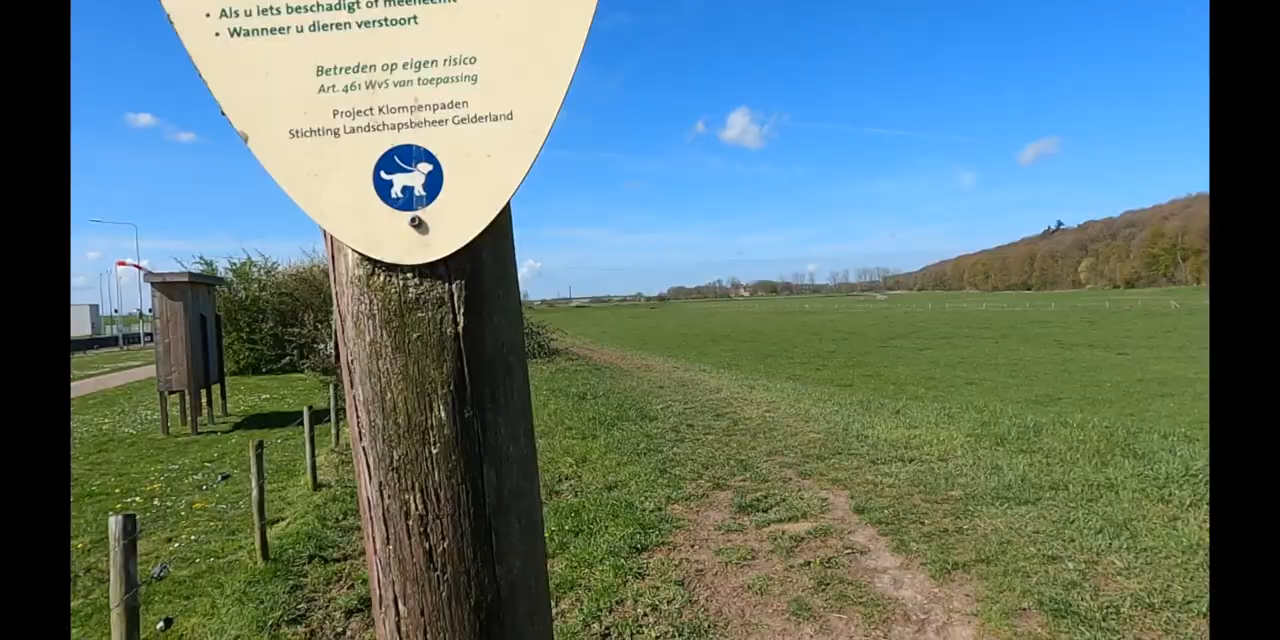 • Als u iets beschadigt of meeneemt
• Wanneer u dieren verstoort
Betreden op eigen risico
Art. 461 WvS van toepassing
Project Klompenpaden
Stichting Landschapsbeheer Gelderland